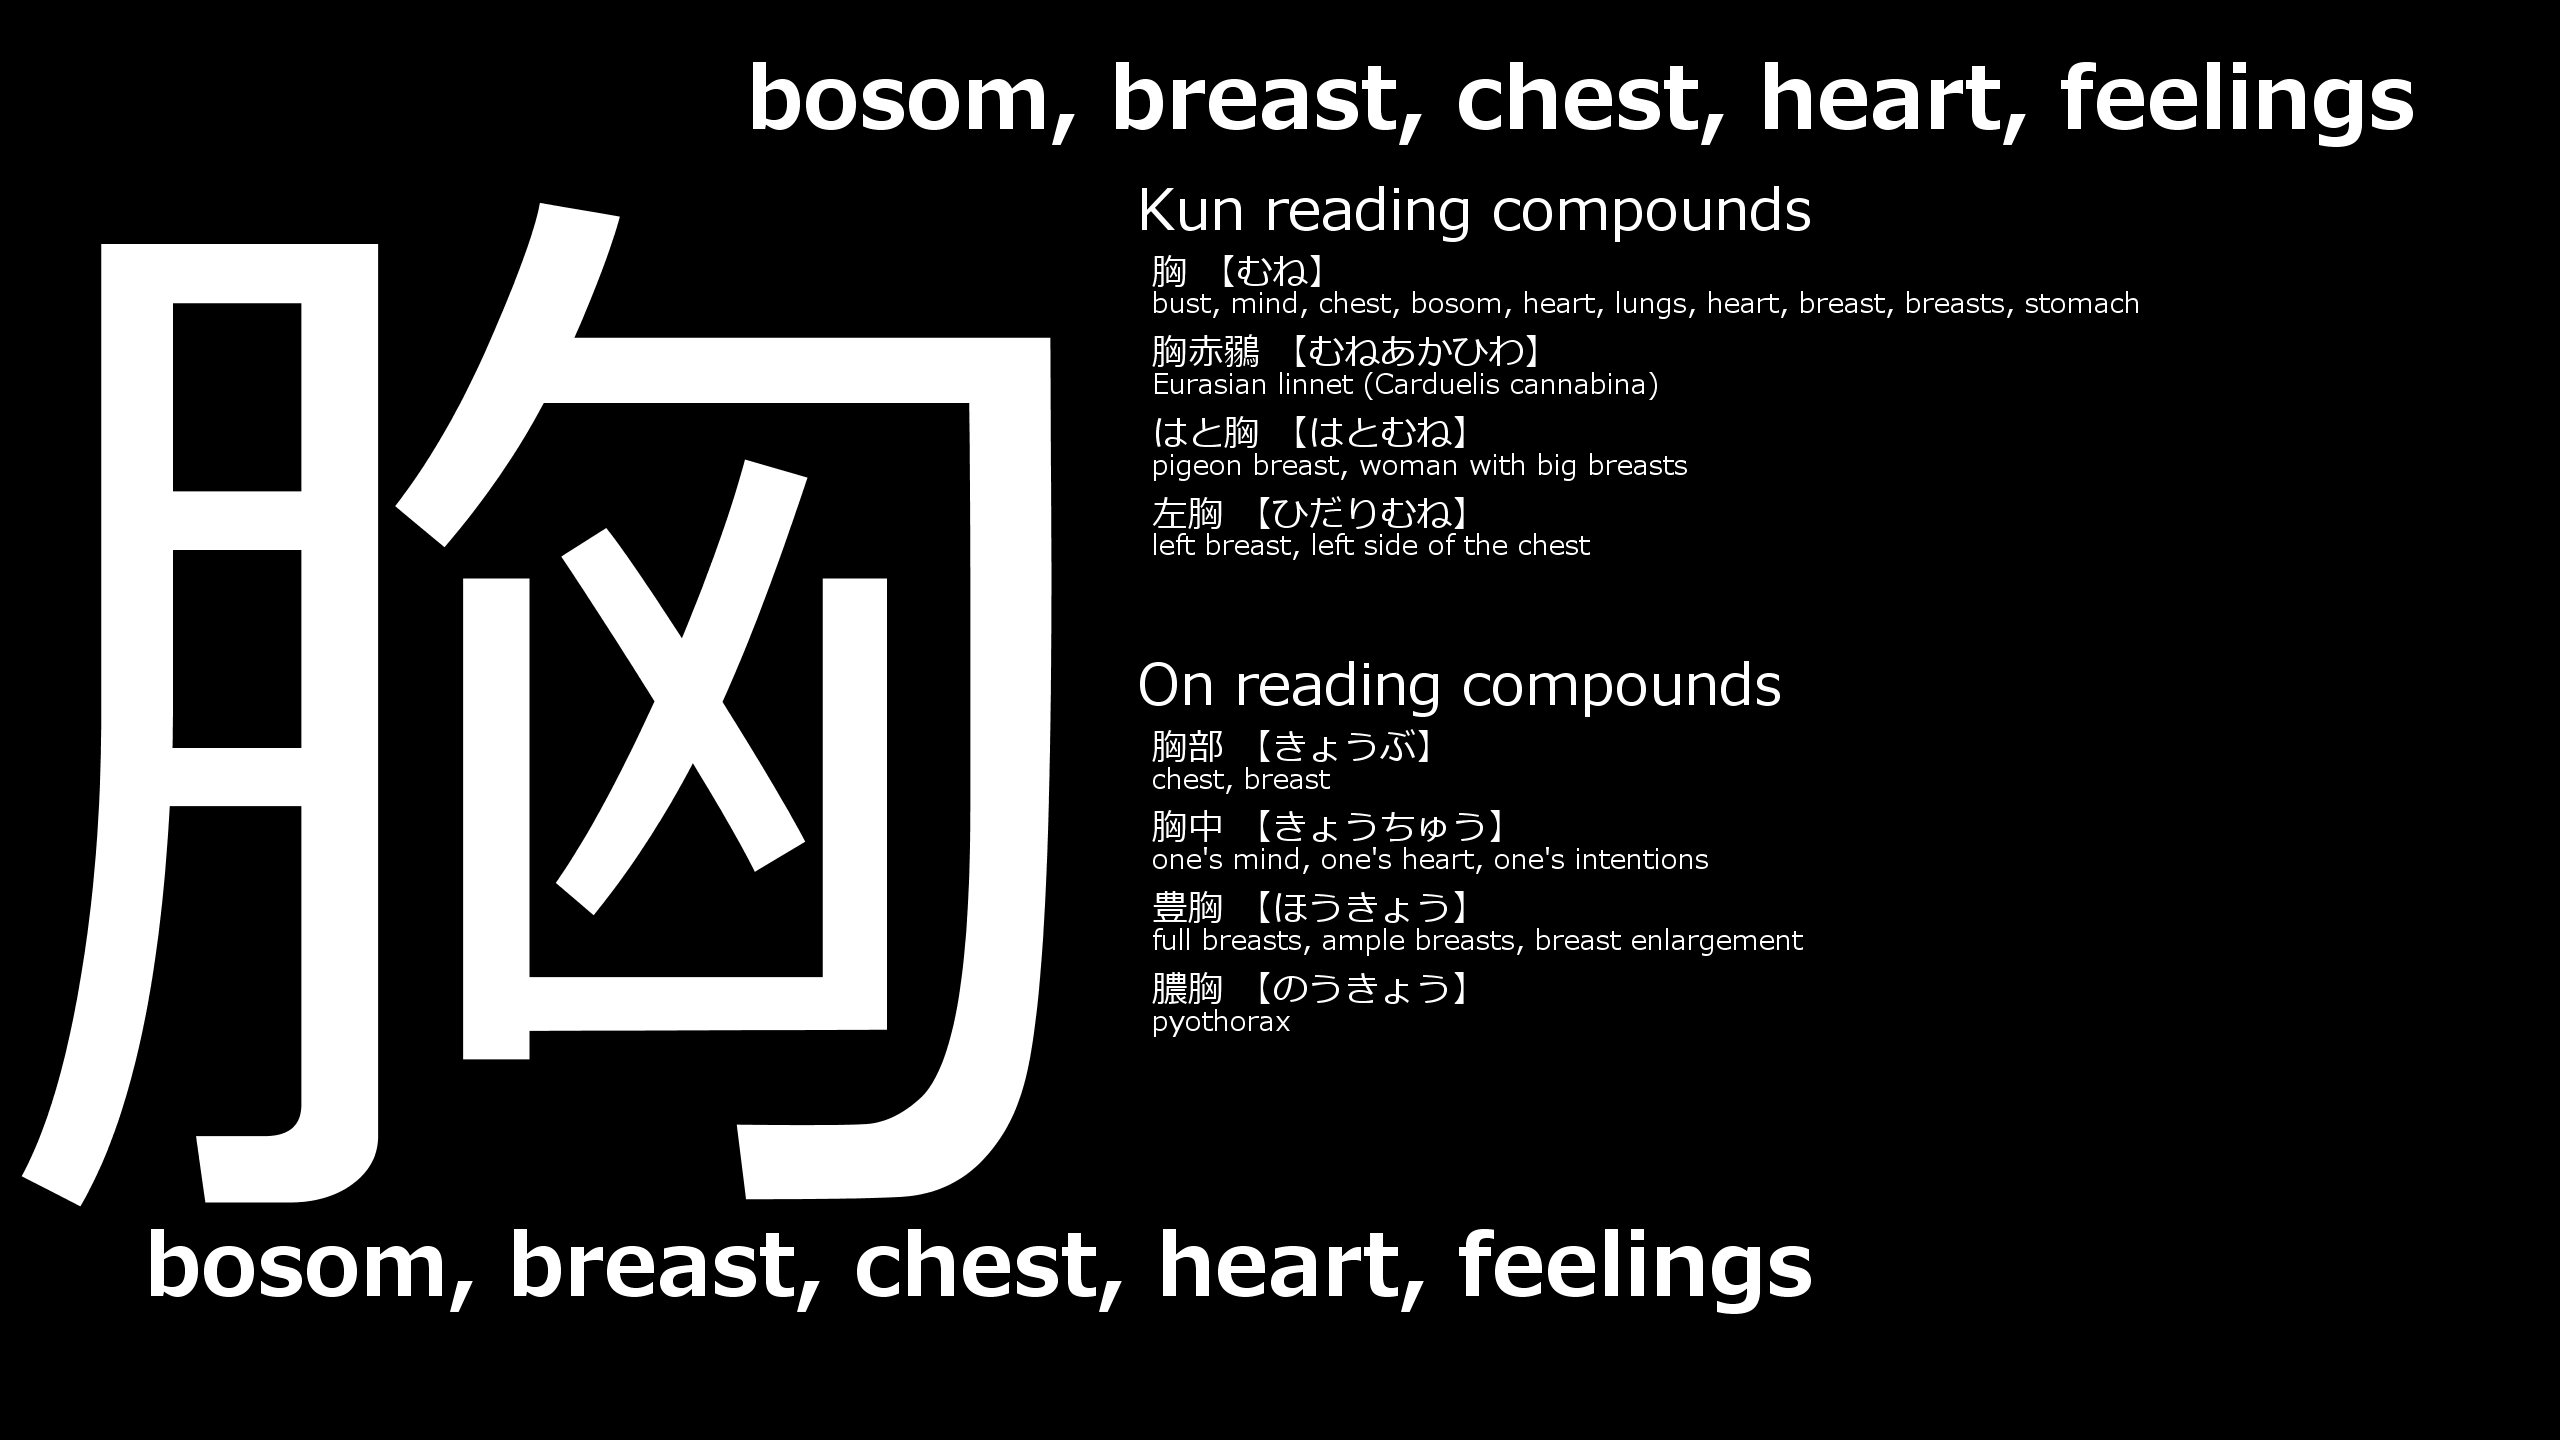 bosom, breast, chest, heart, feelings
胸
Kun reading compounds
胸 【むね】
bust, mind, chest, bosom, heart, lungs, heart, breast, breasts, stomach
胸赤鶸 【むねあかひわ】
Eurasian linnet (Carduelis cannabina)
はと胸 【はとむね】
pigeon breast, woman with big breasts
左胸 【ひだりむね】
left breast, left side of the chest
On reading compounds
胸部 【きょうぶ】
chest, breast
胸中 【きょうちゅう】
one's mind, one's heart, one's intentions
豊胸 【ほうきょう】
full breasts, ample breasts, breast enlargement
膿胸 【のうきょう】
pyothorax
bosom, breast, chest, heart, feelings